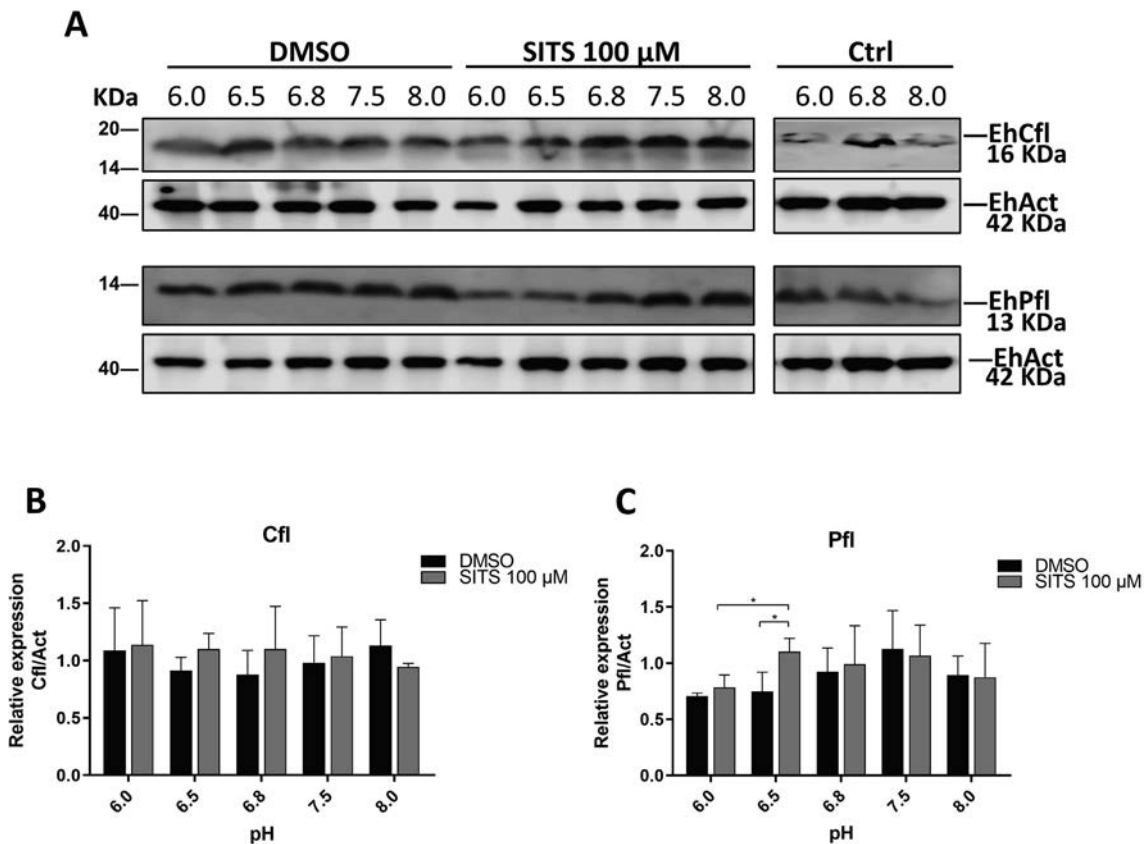 A
DMSO SITS 100 µM Ctrl
KDa 6.0 6.5 6.8 7.5 8.0 6.0 6.5 6.8 7.5 8.0 6.0 6.8 8.0
20
EhCfl
16 KDa
14
40
EhAct
42 KDa
14
EhPfl
13 KDa
40
EhAct
42 KDa
B
Cfl
DMSO
SITS 100 µM
Relative expression
Cfl/Act
2.0
1.5
1.0
0.5
0.0
6.0 6.5 6.8 7.5 8.0
pH
C
Pfl
DMSO
SITS 100 µM
Relative expression
Pfl/Act
2.0
1.5
1.0
0.5
0.0
*
*
6.0 6.5 6.8 7.5 8.0
pH